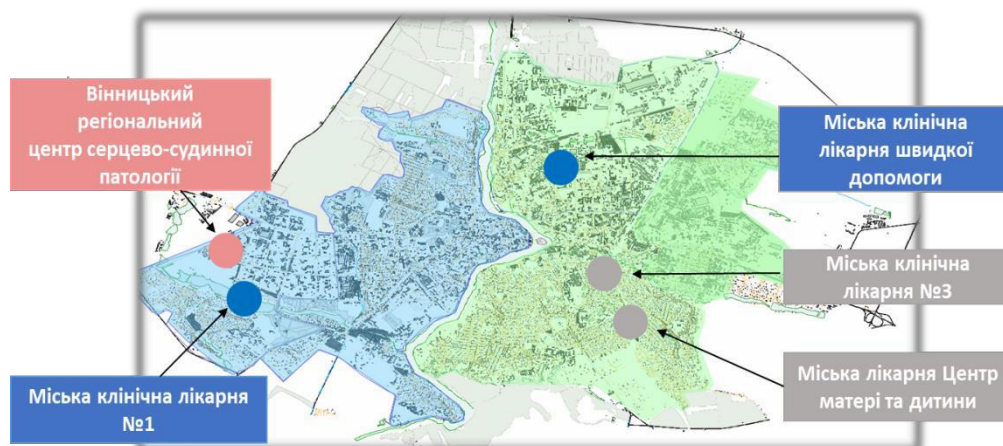 Вінницький
регіональний
центр серцево-судинної
патології
Міська клінічна
лікарня швидкої
допомоги
Міська клінічна
лікарня №3
Міська клінічна лікарня
№1
Міська лікарня Центр
матері та дитини